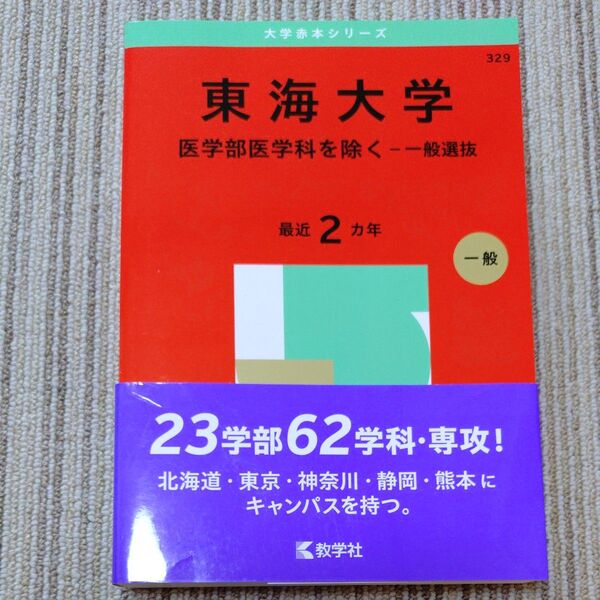 大学赤本シリーズ
329
東海大学
医学部医学科を除く－一般選抜
最近2カ年
一般
23学部62学科・専攻!
北海道・東京・神奈川・静岡・熊本に
キャンパスを持つ。
教学社